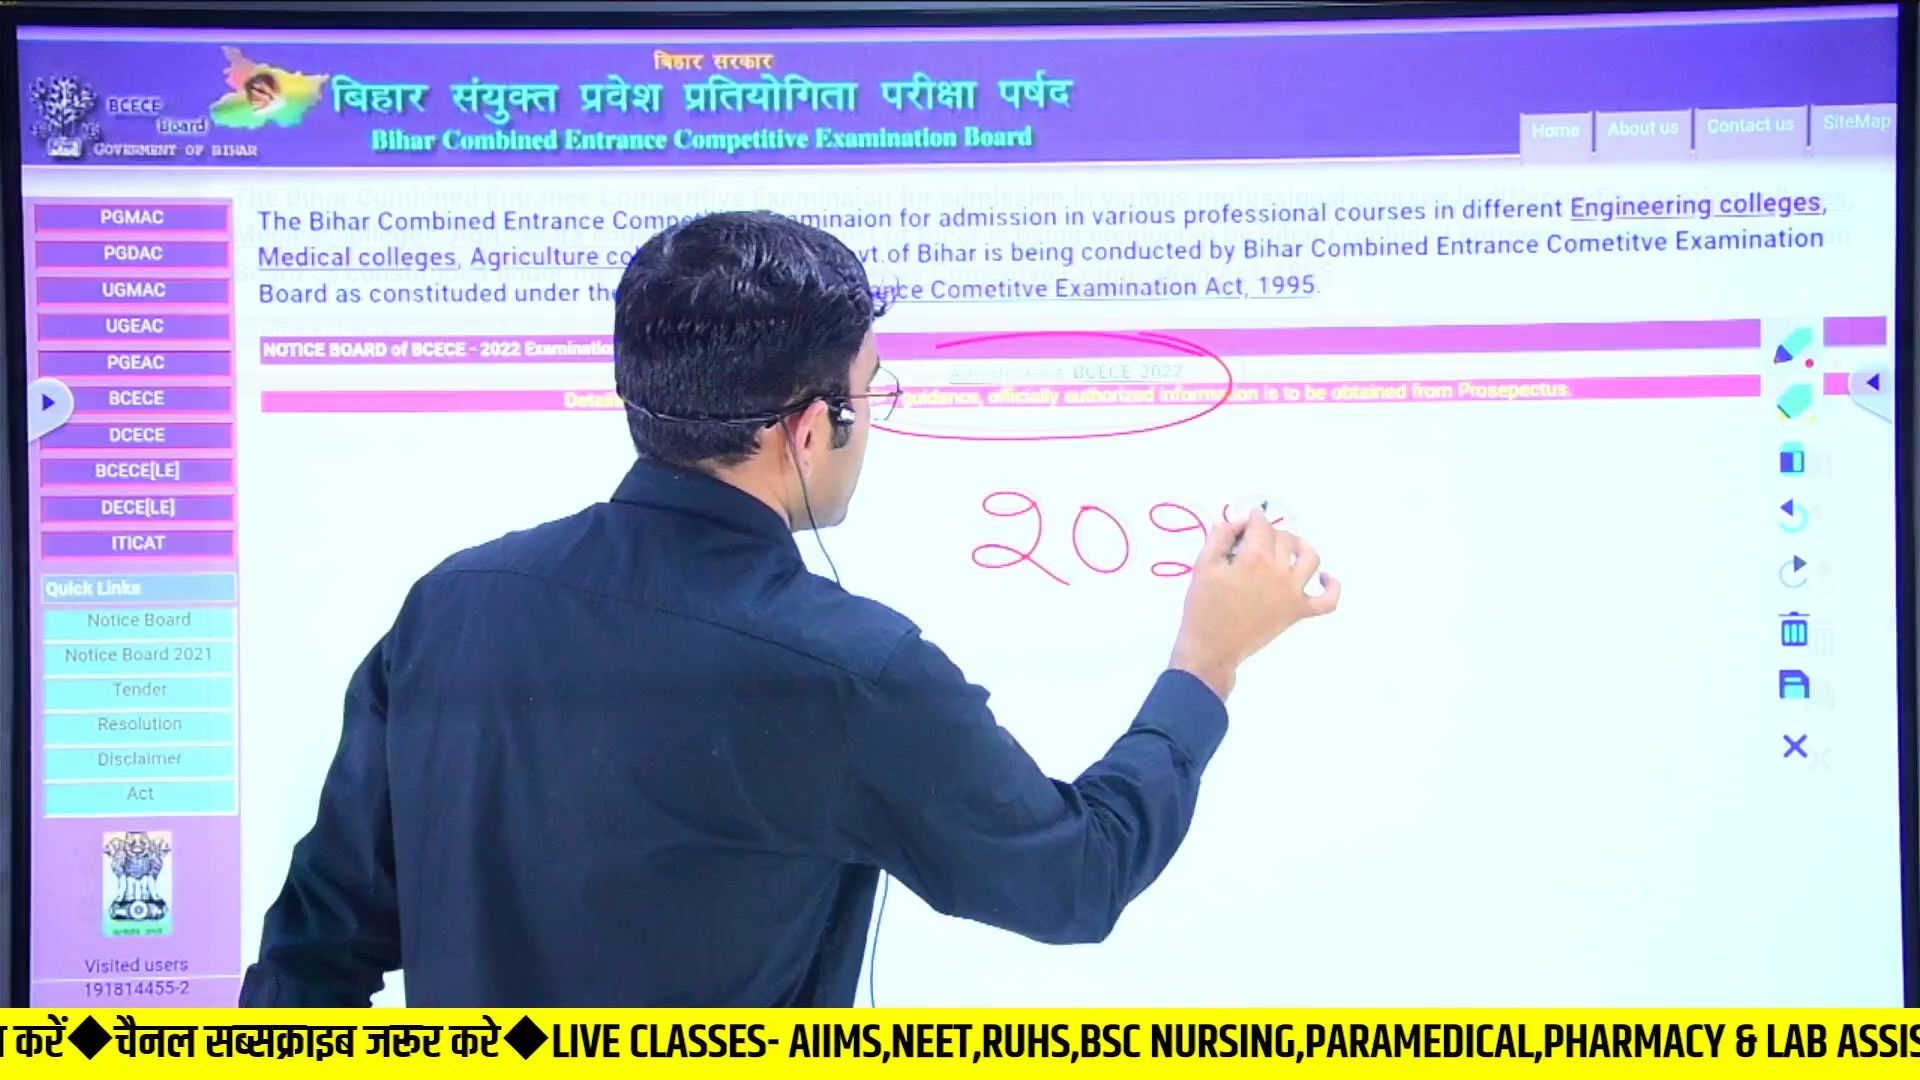 बिहार सरकार
बिहार संयुक्त प्रवेश प्रतियोगिता परीक्षा पर्षद
Bihar Combined Entrance Competitive Examination Board
BCECE
Board
GOVERNMENT OF BIHAR
Home
About us
Contact us
SiteMap
The Bihar Combined Entrance Comp aminaion for admission in various professional courses in different Engineering colleges,
Medical colleges, Agriculture co vt.of Bihar is being conducted by Bihar Combined Entrance Cometitve Examination
Board as constituded under the nce Cometitve Examination Act, 1995.
NOTICE BOARD of BCECE - 2022 Examinatio
BCECE 2022
Detail guidance, officially authorized information is to be obtained from Prosepectus.
PGMAC
PGDAC
UGMAC
UGEAC
PGEAC
BCECE
DCECE
BCECE[LE]
DECE[LE]
ITICAT
Quick Links
Notice Board
Notice Board 2021
Tender
Resolution
Disclaimer
Act
Visited users
191814455-2
202
करें◆चैनल सब्सक्राइब जरूर करे◆LIVE CLASSES- AIIMS,NEET,RUHS,BSC NURSING,PARAMEDICAL,PHARMACY & LAB ASSIS